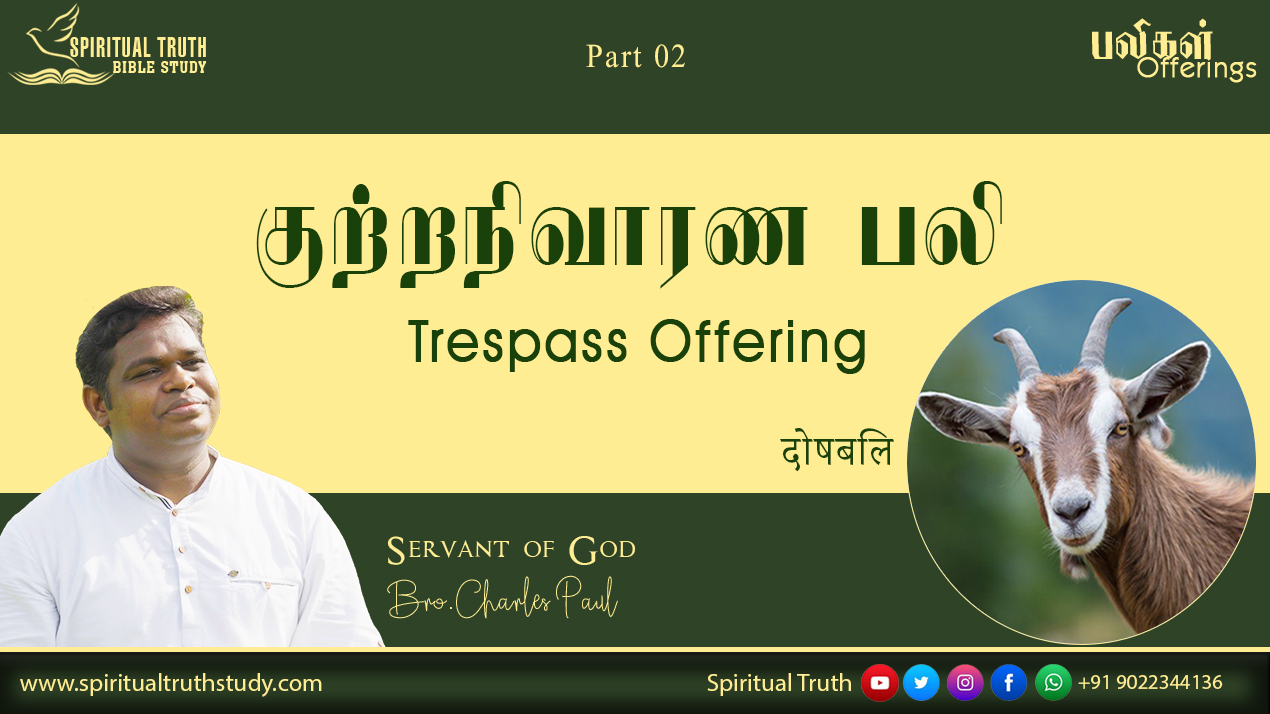 SPIRITUAL TRUTH
BIBLE STUDY
Part 02
பலிகள்
Offerings
குற்றநிவாரண பலி
Trespass Offering
दोषबलि
SERVANT OF GOD
Bro. Charles Paul
www.spiritualtruthstudy.com
Spiritual Truth
+91 9022344136